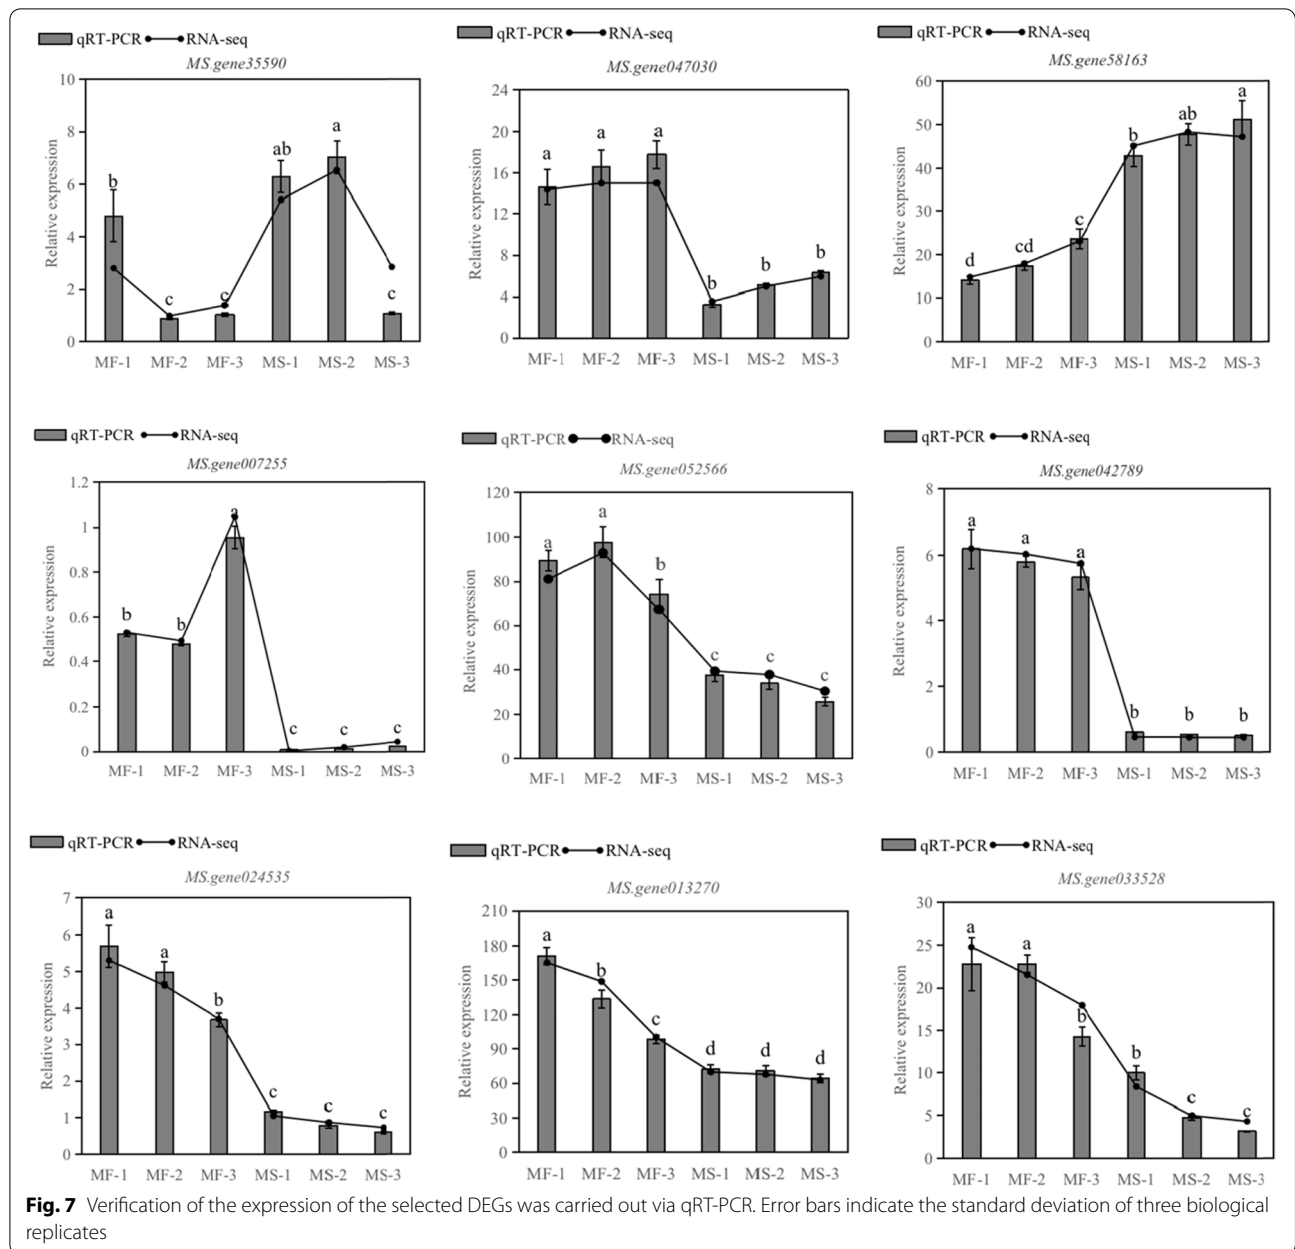 qRT-PCR RNA-seq
MS.gene35590
Relative expression
10
8
6
4
2
0
b
c
c
ab
a
c
MF-1 MF-2 MF-3 MS-1 MS-2 MS-3
qRT-PCR RNA-seq
MS.gene047030
Relative expression
24
20
16
12
8
4
0
a
a
a
b
b
b
MF-1 MF-2 MF-3 MS-1 MS-2 MS-3
qRT-PCR RNA-seq
MS.gene58163
Relative expression
60
50
40
30
20
10
0
d
cd
c
b
ab
a
MF-1 MF-2 MF-3 MS-1 MS-2 MS-3
qRT-PCR RNA-seq
MS.gene007255
Relative expression
1.2
1
0.8
0.6
0.4
0.2
0
b
b
a
c
c
c
MF-1 MF-2 MF-3 MS-1 MS-2 MS-3
qRT-PCR RNA-seq
MS.gene052566
Relative expression
120
100
80
60
40
20
0
a
a
b
c
c
c
MF-1 MF-2 MF-3 MS-1 MS-2 MS-3
qRT-PCR RNA-seq
MS.gene042789
Relative expression
8
6
4
2
0
a
a
a
b
b
b
MF-1 MF-2 MF-3 MS-1 MS-2 MS-3
qRT-PCR RNA-seq
MS.gene024535
Relative expression
7
6
5
4
3
2
1
0
a
a
b
c
c
c
MF-1 MF-2 MF-3 MS-1 MS-2 MS-3
qRT-PCR RNA-seq
MS.gene013270
Relative expression
210
180
150
120
90
60
30
0
a
b
c
d
d
d
MF-1 MF-2 MF-3 MS-1 MS-2 MS-3
qRT-PCR RNA-seq
MS.gene033528
Relative expression
30
25
20
15
10
5
0
a
a
b
b
c
c
MF-1 MF-2 MF-3 MS-1 MS-2 MS-3
Fig. 7 Verification of the expression of the selected DEGs was carried out via qRT-PCR. Error bars indicate the standard deviation of three biological
replicates